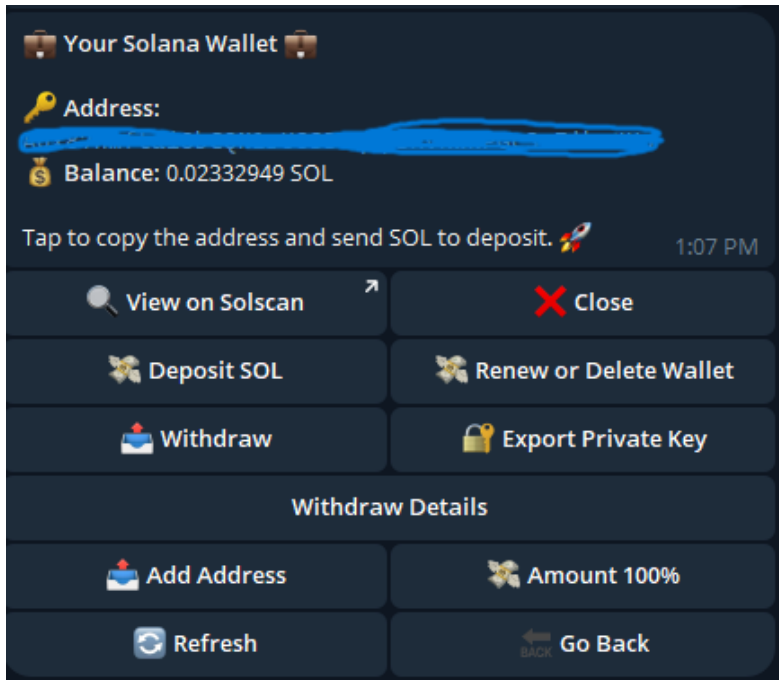 Your Solana Wallet
Address:
Balance: 0.02332949 SOL
Tap to copy the address and send SOL to deposit.
1:07 PM
View on Solscan
Close
Deposit SOL
Renew or Delete Wallet
Withdraw
Export Private Key
Withdraw Details
Add Address
Amount 100%
Refresh
BACK Go Back